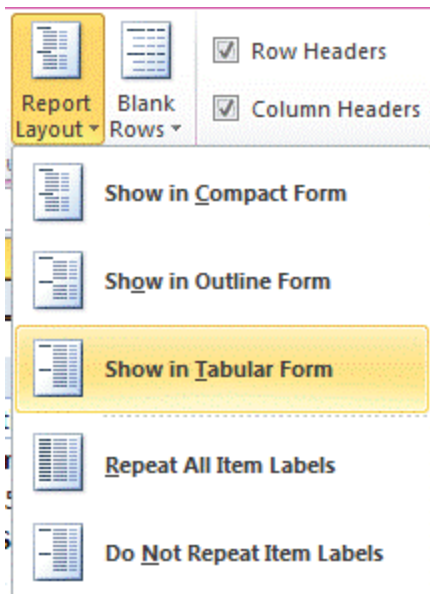 Report Layout
Blank Rows
Row Headers
Column Headers
Show in Compact Form
Show in Outline Form
Show in Tabular Form
Repeat All Item Labels
Do Not Repeat Item Labels